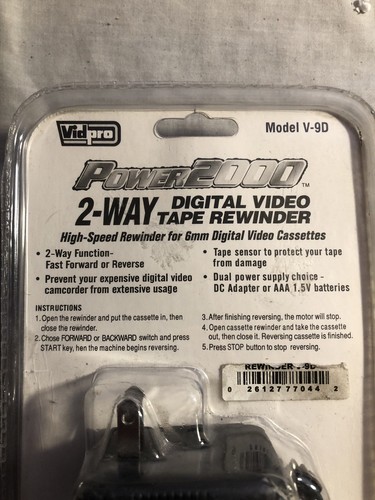 Vidpro
Model V-9D
POWER2000 TM
2-WAY DIGITAL VIDEO TAPE REWINDER
High-Speed Rewinder for 6mm Digital Video Cassettes
• 2-Way Function-
Fast Forward or Reverse
• Prevent your expensive digital video
camcorder from extensive usage
• Tape sensor to protect your tape
from damage
• Dual power supply choice -
DC Adapter or AAA 1.5V batteries
INSTRUCTIONS
1. Open the rewinder and put the cassette in, then
close the rewinder.
2. Chose FORWARD or BACKWARD switch and press
START key, hen the machine begins reversing.
3. After finishing reversing, the motor will stop.
4. Open cassette rewinder and take the cassette
out, then close it. Reversing cassette is finished.
5. Press STOP button to stop reversing.
REWINDER V-9D
0 26127 77044 2